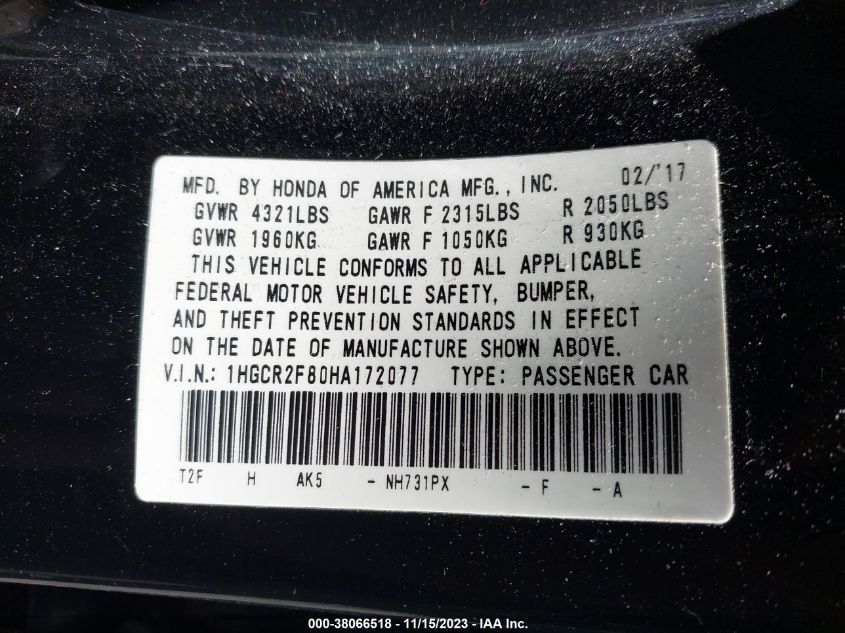 MFD. BY HONDA OF AMERICA MFG., INC. 02/'17
GVWR 4321LBS GAWR F 2315LBS R 2050LBS
GVWR 1960KG GAWR F 1050KG R 930KG
THIS VEHICLE CONFORMS TO ALL APPLICABLE
FEDERAL MOTOR VEHICLE SAFETY, BUMPER,
AND THEFT PREVENTION STANDARDS IN EFFECT
ON THE DATE OF MANUFACTURE SHOWN ABOVE.
V.I.N.: 1HGCR2F80HA172077 TYPE: PASSENGER CAR
T2F H AK5 - NH731PX - F - A
000-38066518 - 11/15/2023 - IAA Inc.